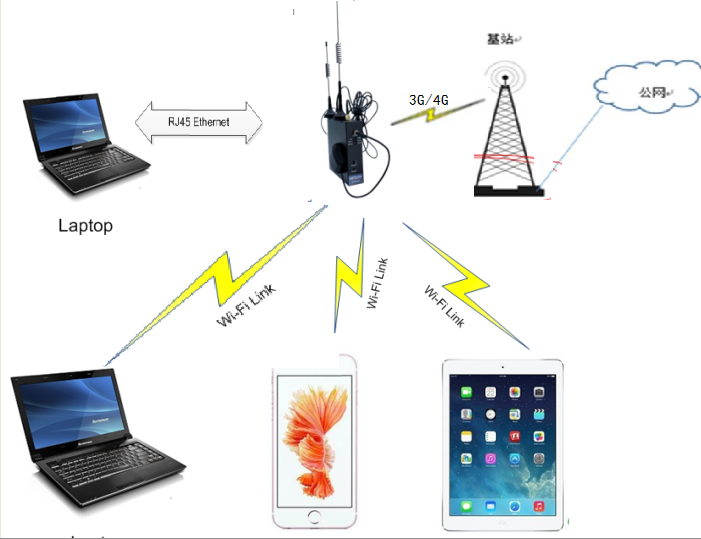 基站
3G/4G
公网
RJ45 Ethernet
Laptop
Wi-Fi Link
Wi-Fi Link
Wi-Fi Link